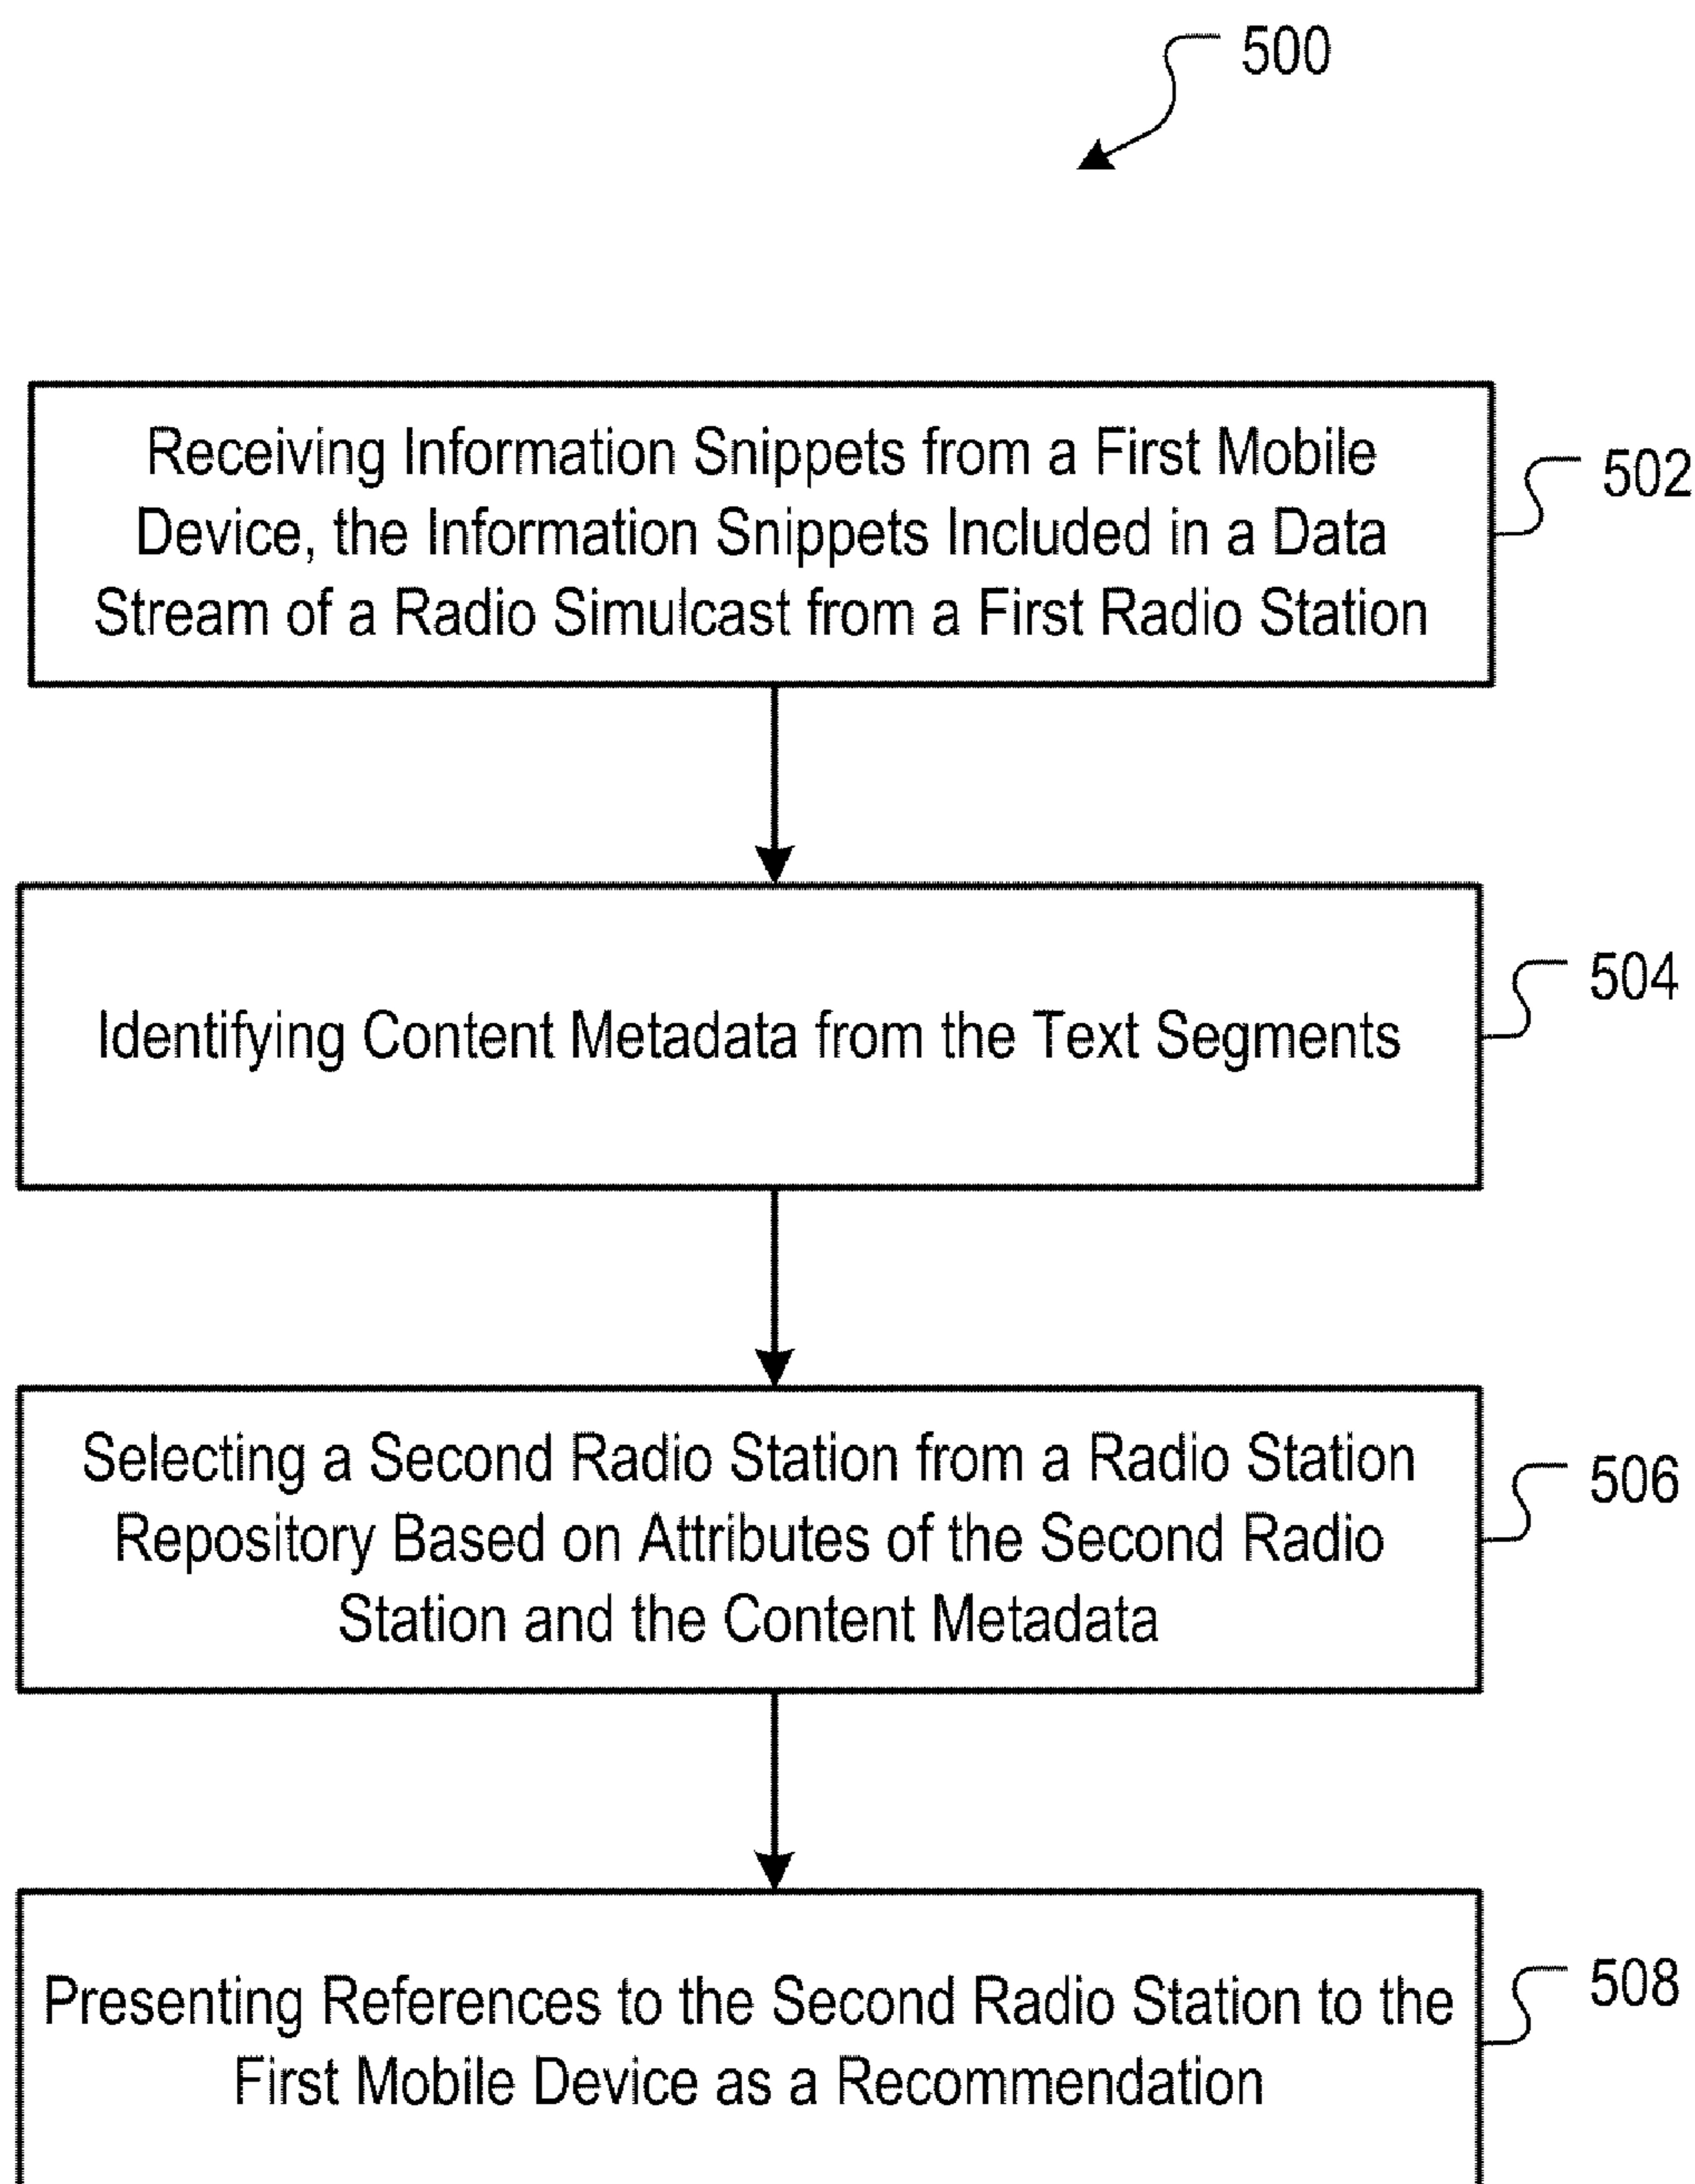 500
Receiving Information Snippets from a First Mobile
Device, the Information Snippets Included in a Data
Stream of a Radio Simulcast from a First Radio Station
502
Identifying Content Metadata from the Text Segments
504
Selecting a Second Radio Station from a Radio Station
Repository Based on Attributes of the Second Radio
Station and the Content Metadata
506
Presenting References to the Second Radio Station to the
First Mobile Device as a Recommendation
508